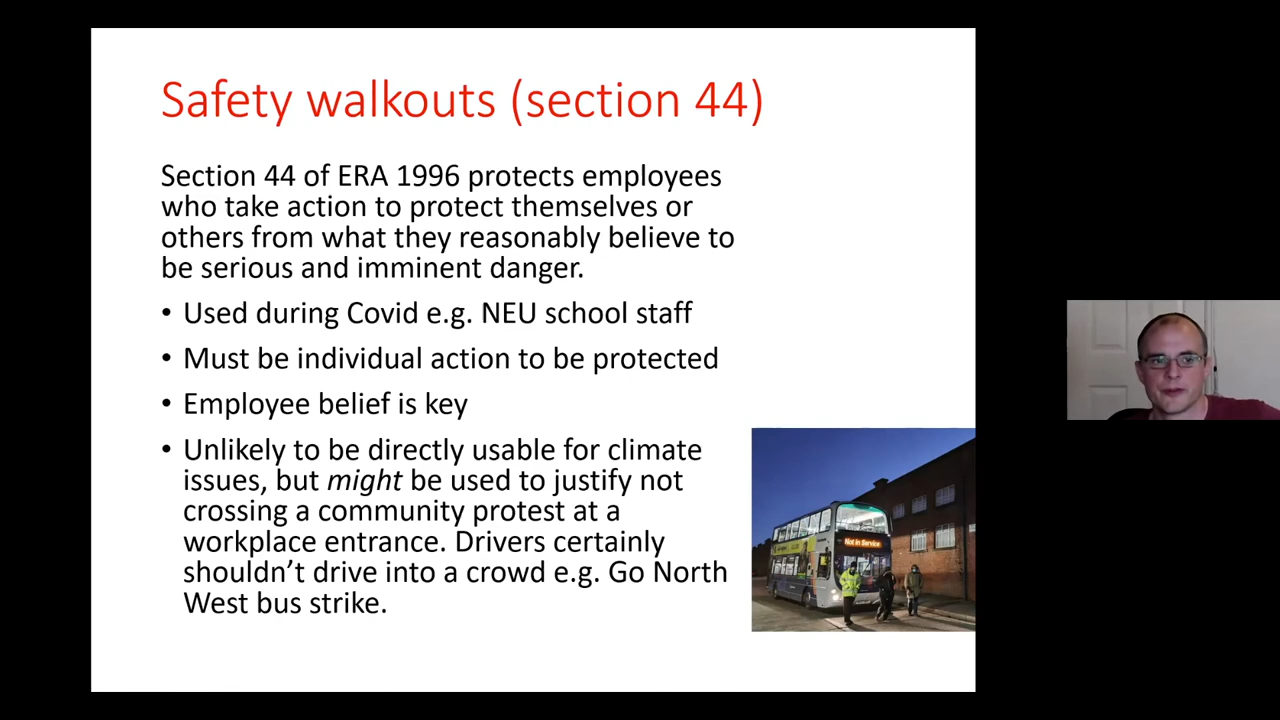 Safety walkouts (section 44)
Section 44 of ERA 1996 protects employees
who take action to protect themselves or
others from what they reasonably believe to
be serious and imminent danger.
• Used during Covid e.g. NEU school staff
• Must be individual action to be protected
• Employee belief is key
• Unlikely to be directly usable for climate
issues, but might be used to justify not
crossing a community protest at a
workplace entrance. Drivers certainly
shouldn’t drive into a crowd e.g. Go North
West bus strike.
Not in Service